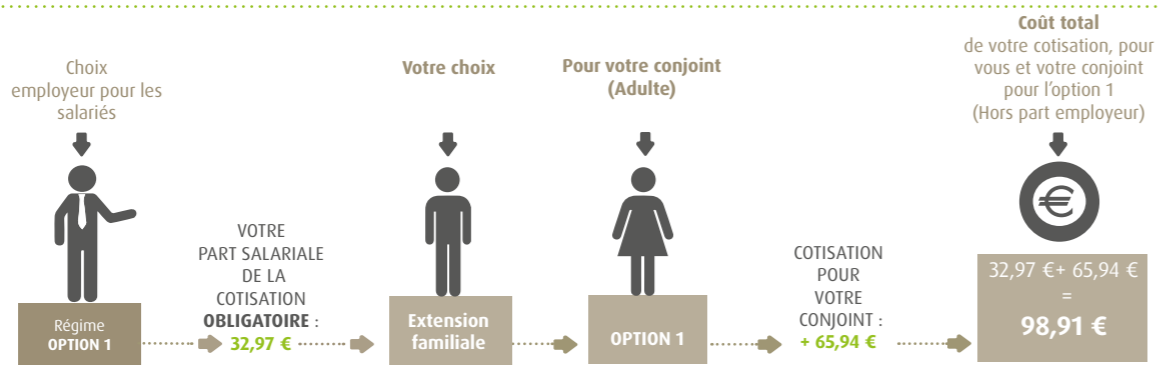 Choix
employeur pour les
salariés
Régime
OPTION 1
VOTRE
PART SALARIALE
DE LA
COTISATION
OBLIGATOIRE :
32,97 €
Votre choix
Extension
familiale
Pour votre conjoint
(Adulte)
OPTION 1
COTISATION
POUR
VOTRE
CONJOINT :
+ 65,94 €
Coût total
de votre cotisation, pour
vous et votre conjoint
pour l’option 1
(Hors part employeur)
€
32,97 €+ 65,94 €
=
98,91 €